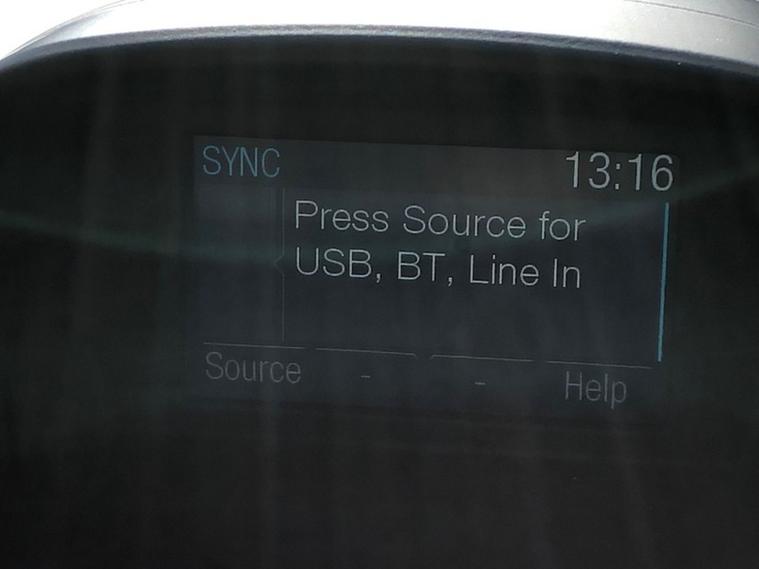 SYNC 13:16
Press Source for
USB, BT, Line In
Source - - Help